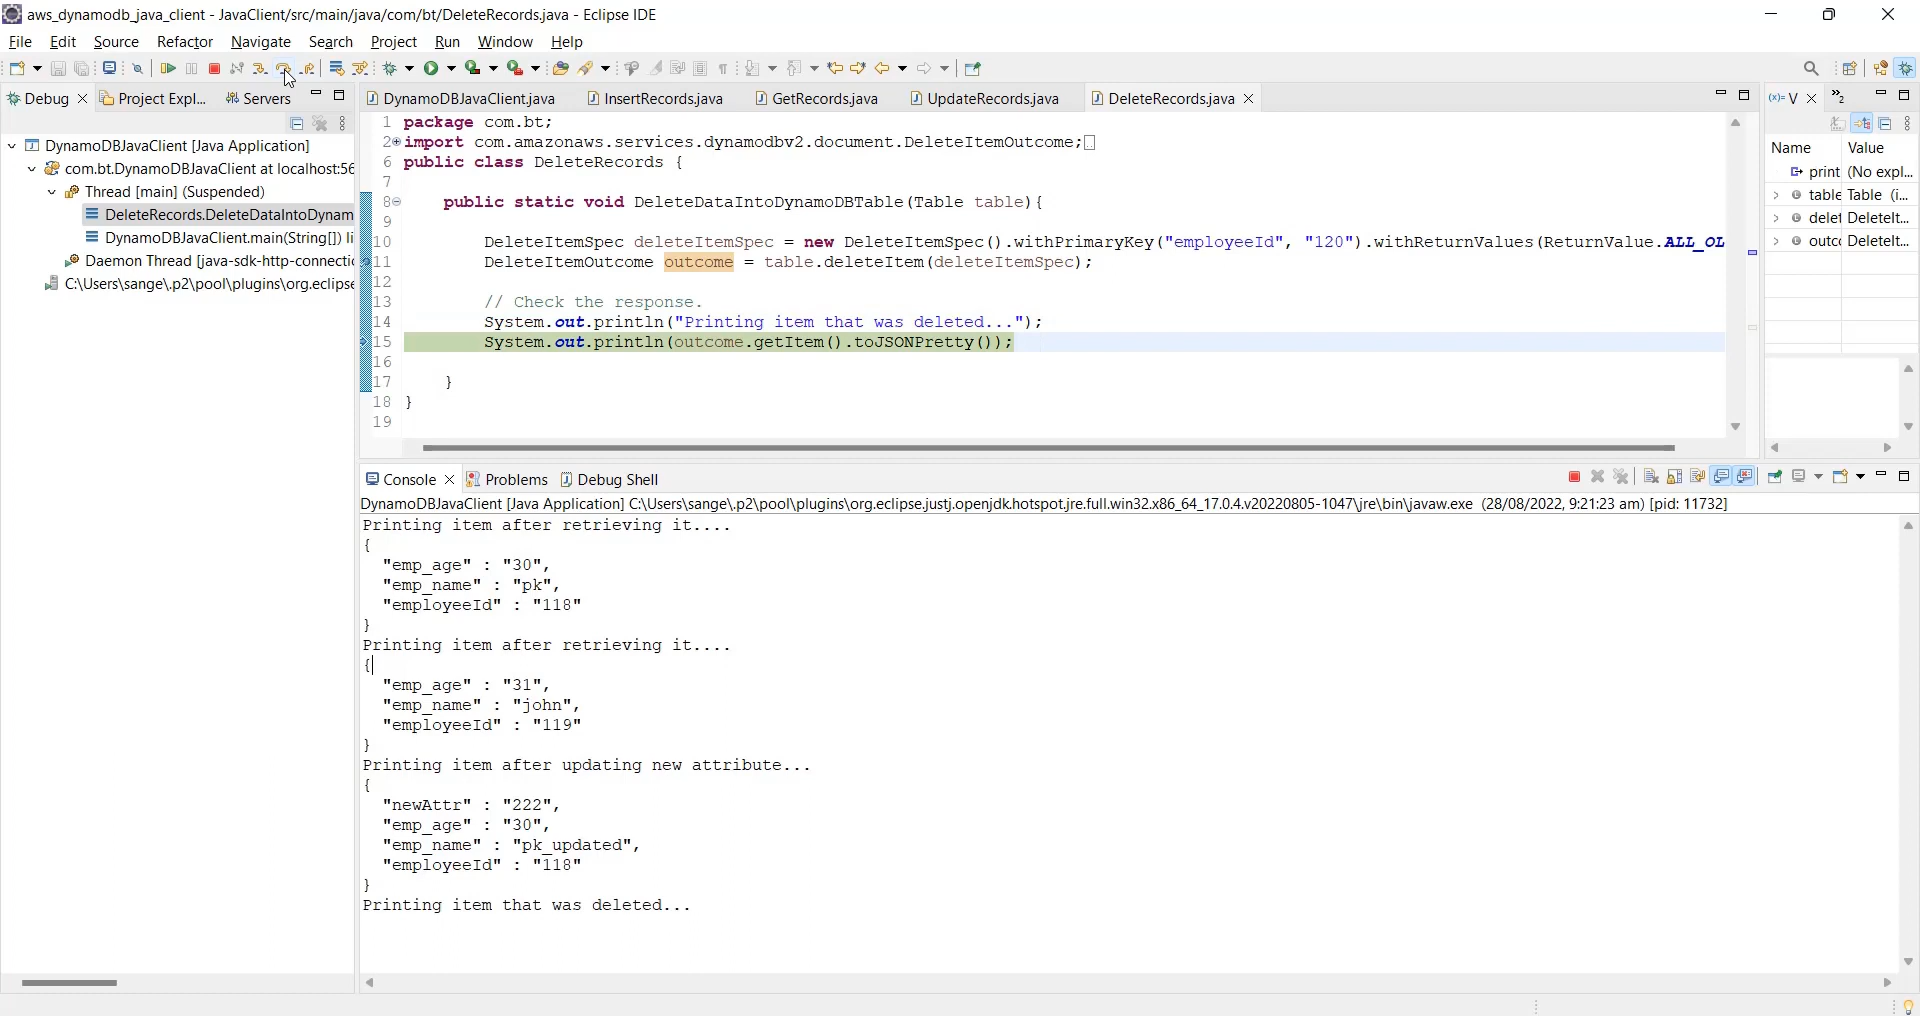 aws_dynamodb_java_client - JavaClient/src/main/java/com/bt/DeleteRecords.java - Eclipse IDE
File Edit Source Refactor Navigate Search Project Run Window Help
Debug Project Expl... Servers
DynamoDBJavaClient.java InsertRecords.java GetRecords.java UpdateRecords.java DeleteRecords.java
(x)= V »2
DynamoDBJavaClient [Java Application]
com.bt.DynamoDBJavaClient at localhost:56
Thread [main] (Suspended)
DeleteRecords.DeleteDataIntoDynam
DynamoDBJavaClient.main(String[]) li
Daemon Thread [java-sdk-http-connectic
C:\Users\sange\.p2\pool\plugins\org.eclipse
1 package com.bt;
2 import com.amazonaws.services.dynamodbv2.document.DeleteItemOutcome;
6 public class DeleteRecords {
7
8 public static void DeleteDataIntoDynamoDBTable(Table table){
9
10 DeleteItemSpec deleteItemSpec = new DeleteItemSpec().withPrimaryKey("employeeId", "120").withReturnValues(ReturnValue.ALL_OL
11 DeleteItemOutcome outcome = table.deleteItem(deleteItemSpec);
12
13 // Check the response.
14 System.out.println("Printing item that was deleted...");
15 System.out.println(outcome.getItem().toJSONPretty());
16
17 }
18 }
19
Name Value
print (No expl...
table Table (i...
delet DeleteIt...
outco DeleteIt...
Console Problems Debug Shell
DynamoDBJavaClient [Java Application] C:\Users\sange\.p2\pool\plugins\org.eclipse.justj.openjdk.hotspot.jre.full.win32.x86_64_17.0.4.v20220805-1047\jre\bin\javaw.exe (28/08/2022, 9:21:23 am) [pid: 11732]
Printing item after retrieving it....
{
"emp_age" : "30",
"emp_name" : "pk",
"employeeId" : "118"
}
Printing item after retrieving it....
{
"emp_age" : "31",
"emp_name" : "john",
"employeeId" : "119"
}
Printing item after updating new attribute...
{
"newAttr" : "222",
"emp_age" : "30",
"emp_name" : "pk_updated",
"employeeId" : "118"
}
Printing item that was deleted...